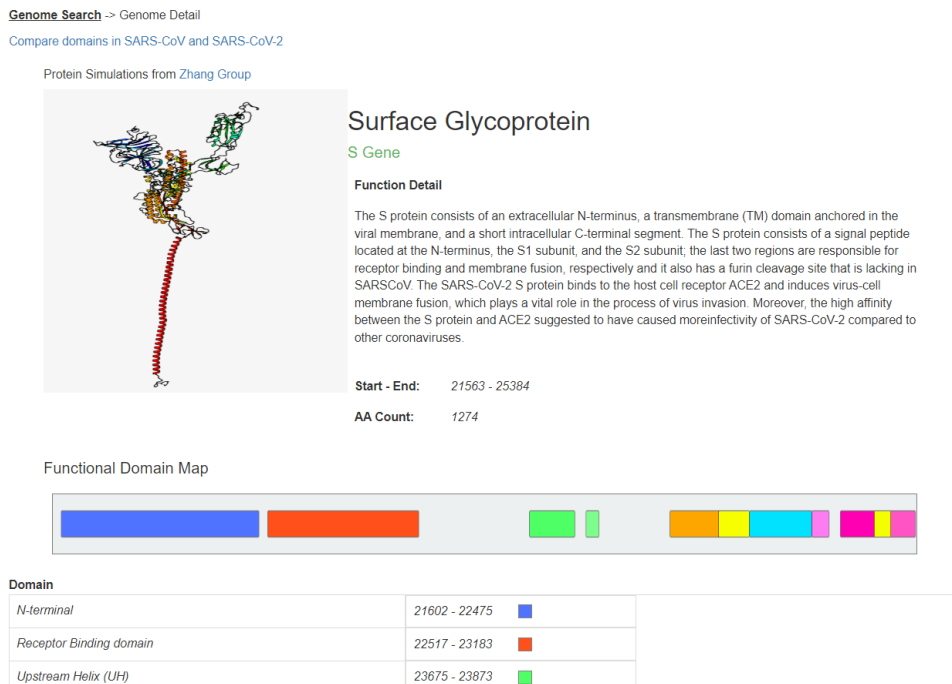 Genome Search -> Genome Detail
Compare domains in SARS-CoV and SARS-CoV-2
Protein Simulations from Zhang Group
Surface Glycoprotein
S Gene
Function Detail
The S protein consists of an extracellular N-terminus, a transmembrane (TM) domain anchored in the
viral membrane, and a short intracellular C-terminal segment. The S protein consists of a signal peptide
located at the N-terminus, the S1 subunit, and the S2 subunit; the last two regions are responsible for
receptor binding and membrane fusion, respectively and it also has a furin cleavage site that is lacking in
SARSCoV. The SARS-CoV-2 S protein binds to the host cell receptor ACE2 and induces virus-cell
membrane fusion, which plays a vital role in the process of virus invasion. Moreover, the high affinity
between the S protein and ACE2 suggested to have caused moreinfectivity of SARS-CoV-2 compared to
other coronaviruses.
Start - End: 21563 - 25384
AA Count: 1274
Functional Domain Map
Domain
N-terminal 21602 - 22475
Receptor Binding domain 22517 - 23183
Upstream Helix (UH) 23675 - 23873